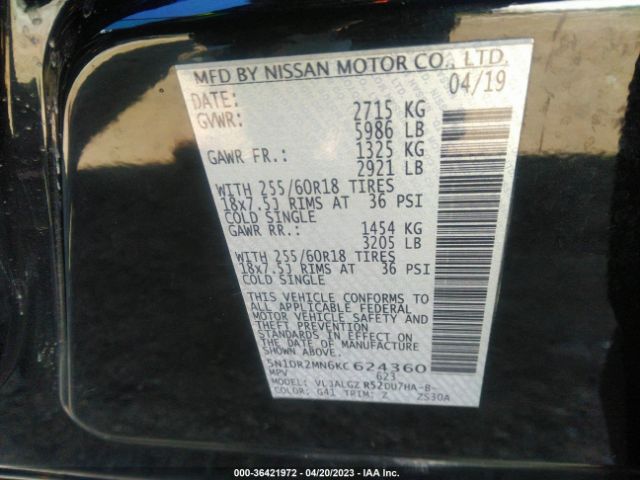 MFD BY NISSAN MOTOR CO., LTD.
DATE: 04/19
GVWR: 2715 KG
5986 LB
GAWR FR.: 1325 KG
2921 LB
WITH 255/60R18 TIRES
18x7.5J RIMS AT 36 PSI
COLD SINGLE
GAWR RR.: 1454 KG
3205 LB
WITH 255/60R18 TIRES
18x7.5J RIMS AT 36 PSI
COLD SINGLE
THIS VEHICLE CONFORMS TO
ALL APPLICABLE FEDERAL
MOTOR VEHICLE SAFETY AND
THEFT PREVENTION
STANDARDS IN EFFECT ON
THE DATE OF MANUFACTURE
SHOWN ABOVE.
5N1DR2MN6KC 624360
MPV 623
MODEL: VLJALGZ R52DU7HA-B-
COLOR: G41 TRIM: Z ZS30A
000-36421972 - 04/20/2023 - IAA Inc.